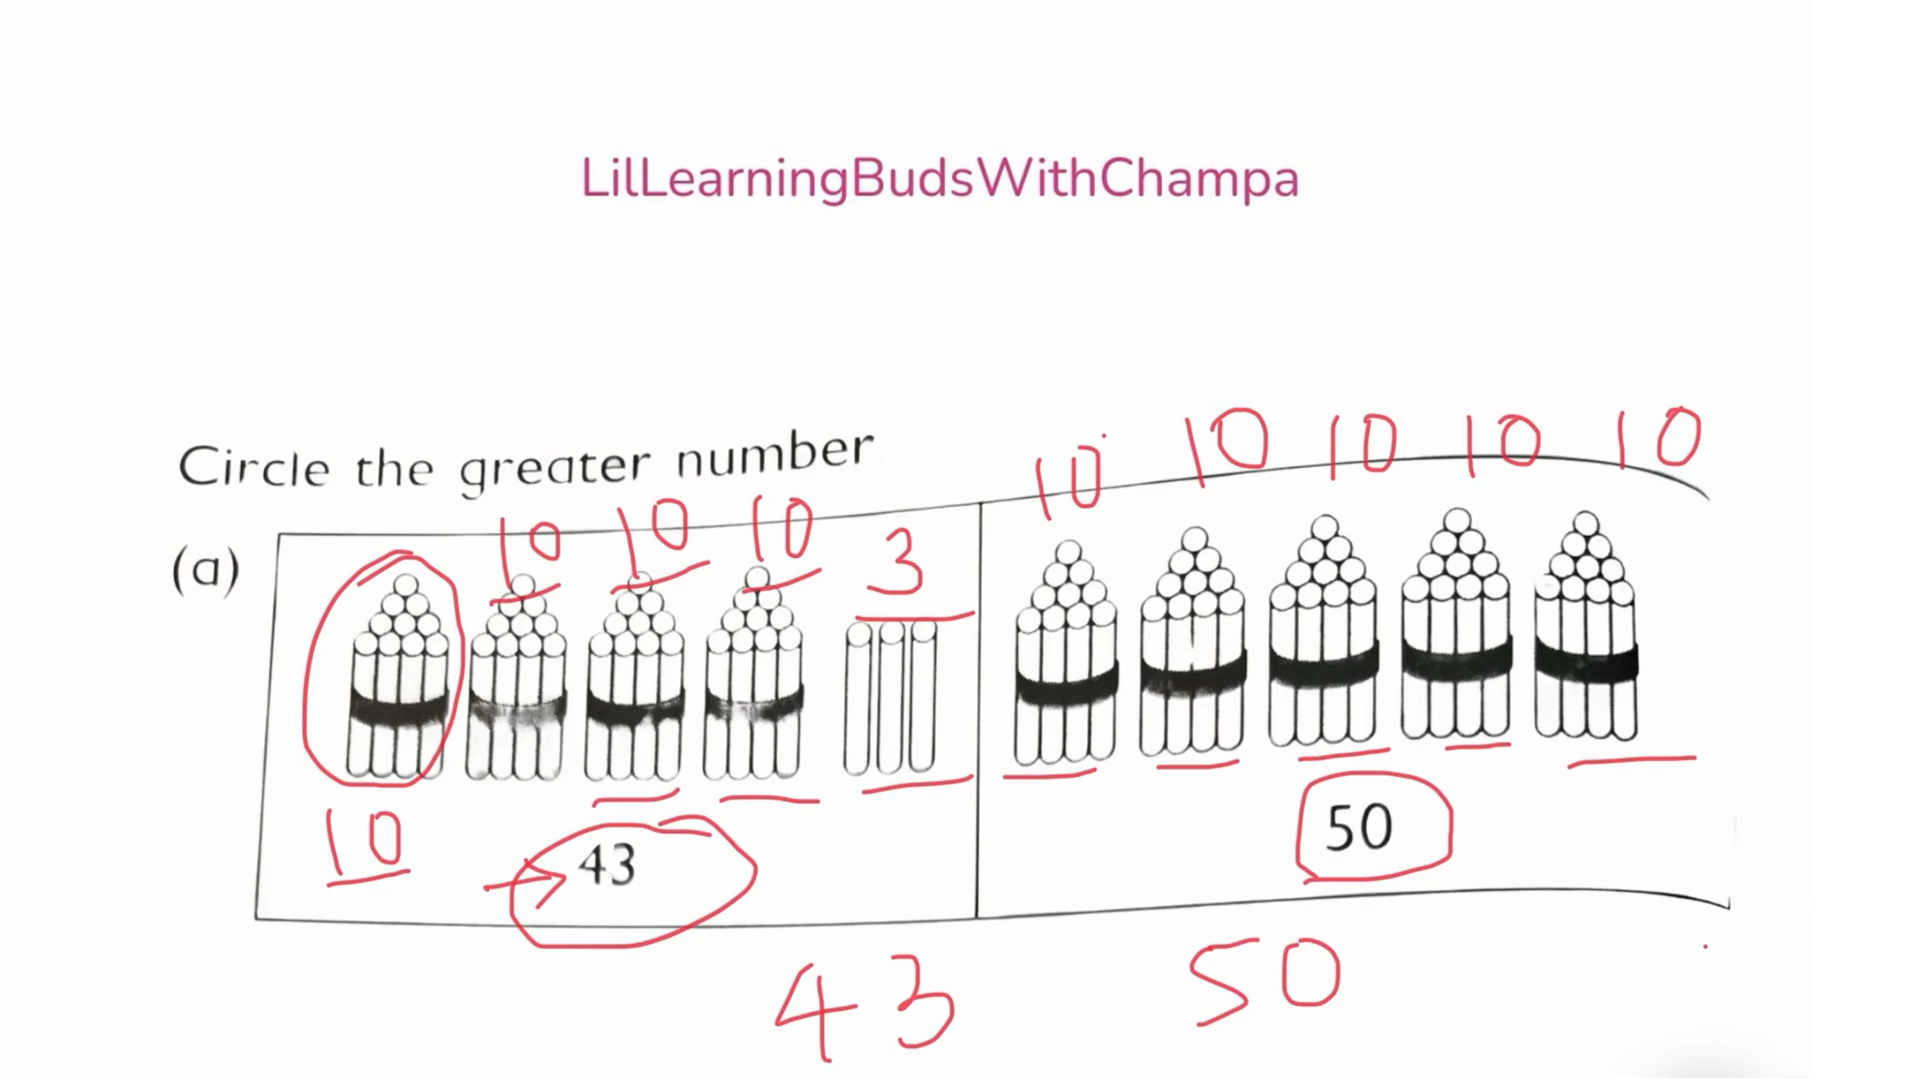 LilLearningBudsWithChampa
Circle the greater number
10 10 10 10 10
(a)
10 10 10 3
10
43
50
43 50